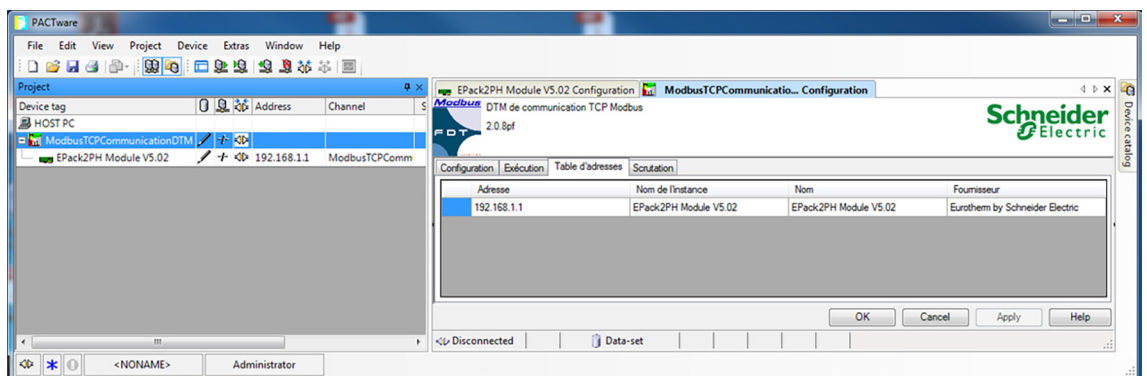 PACTware
File Edit View Project Device Extras Window Help
Project
Device tag Address Channel S
HOST PC
ModbusTCPCommunicationDTM
EPack2PH Module V5.02 192.168.1.1 ModbusTCPComm
EPack2PH Module V5.02 Configuration ModbusTCPCommunicatio... Configuration
Modbus
FDT
DTM de communication TCP Modbus
2.0.8pf
Schneider
Electric
Configuration Exécution Table d'adresses Scrutation
Adresse Nom de l'instance Nom Fournisseur
192.168.1.1 EPack2PH Module V5.02 EPack2PH Module V5.02 Eurotherm by Schneider Electric
OK Cancel Apply Help
Disconnected Data-set
<NONAME> Administrator
Device catalog